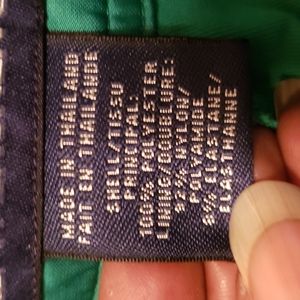 MADE IN THAILAND
FAIT EN THAILANDE
SHELL/TISSU
PRINCIPAL:
100% POLYESTER
LINING/DOUBLURE:
92% NYLON/
POLYAMIDE
8% ELASTANE/
ELASTHANNE